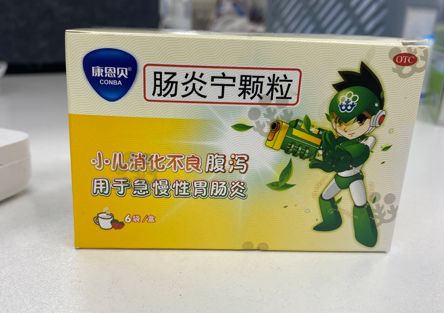 康恩贝
CONBA
肠炎宁颗粒
OTC
小儿消化不良 腹泻
用于急慢性胃肠炎
6袋/盒